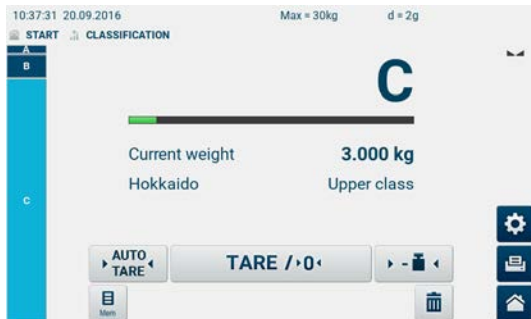 10:37:31 20.09.2016 Max = 30kg d = 2g
START CLASSIFICATION
A
B
C
C
Current weight 3.000 kg
Hokkaido Upper class
AUTO TARE
TARE / 0
-
Mem